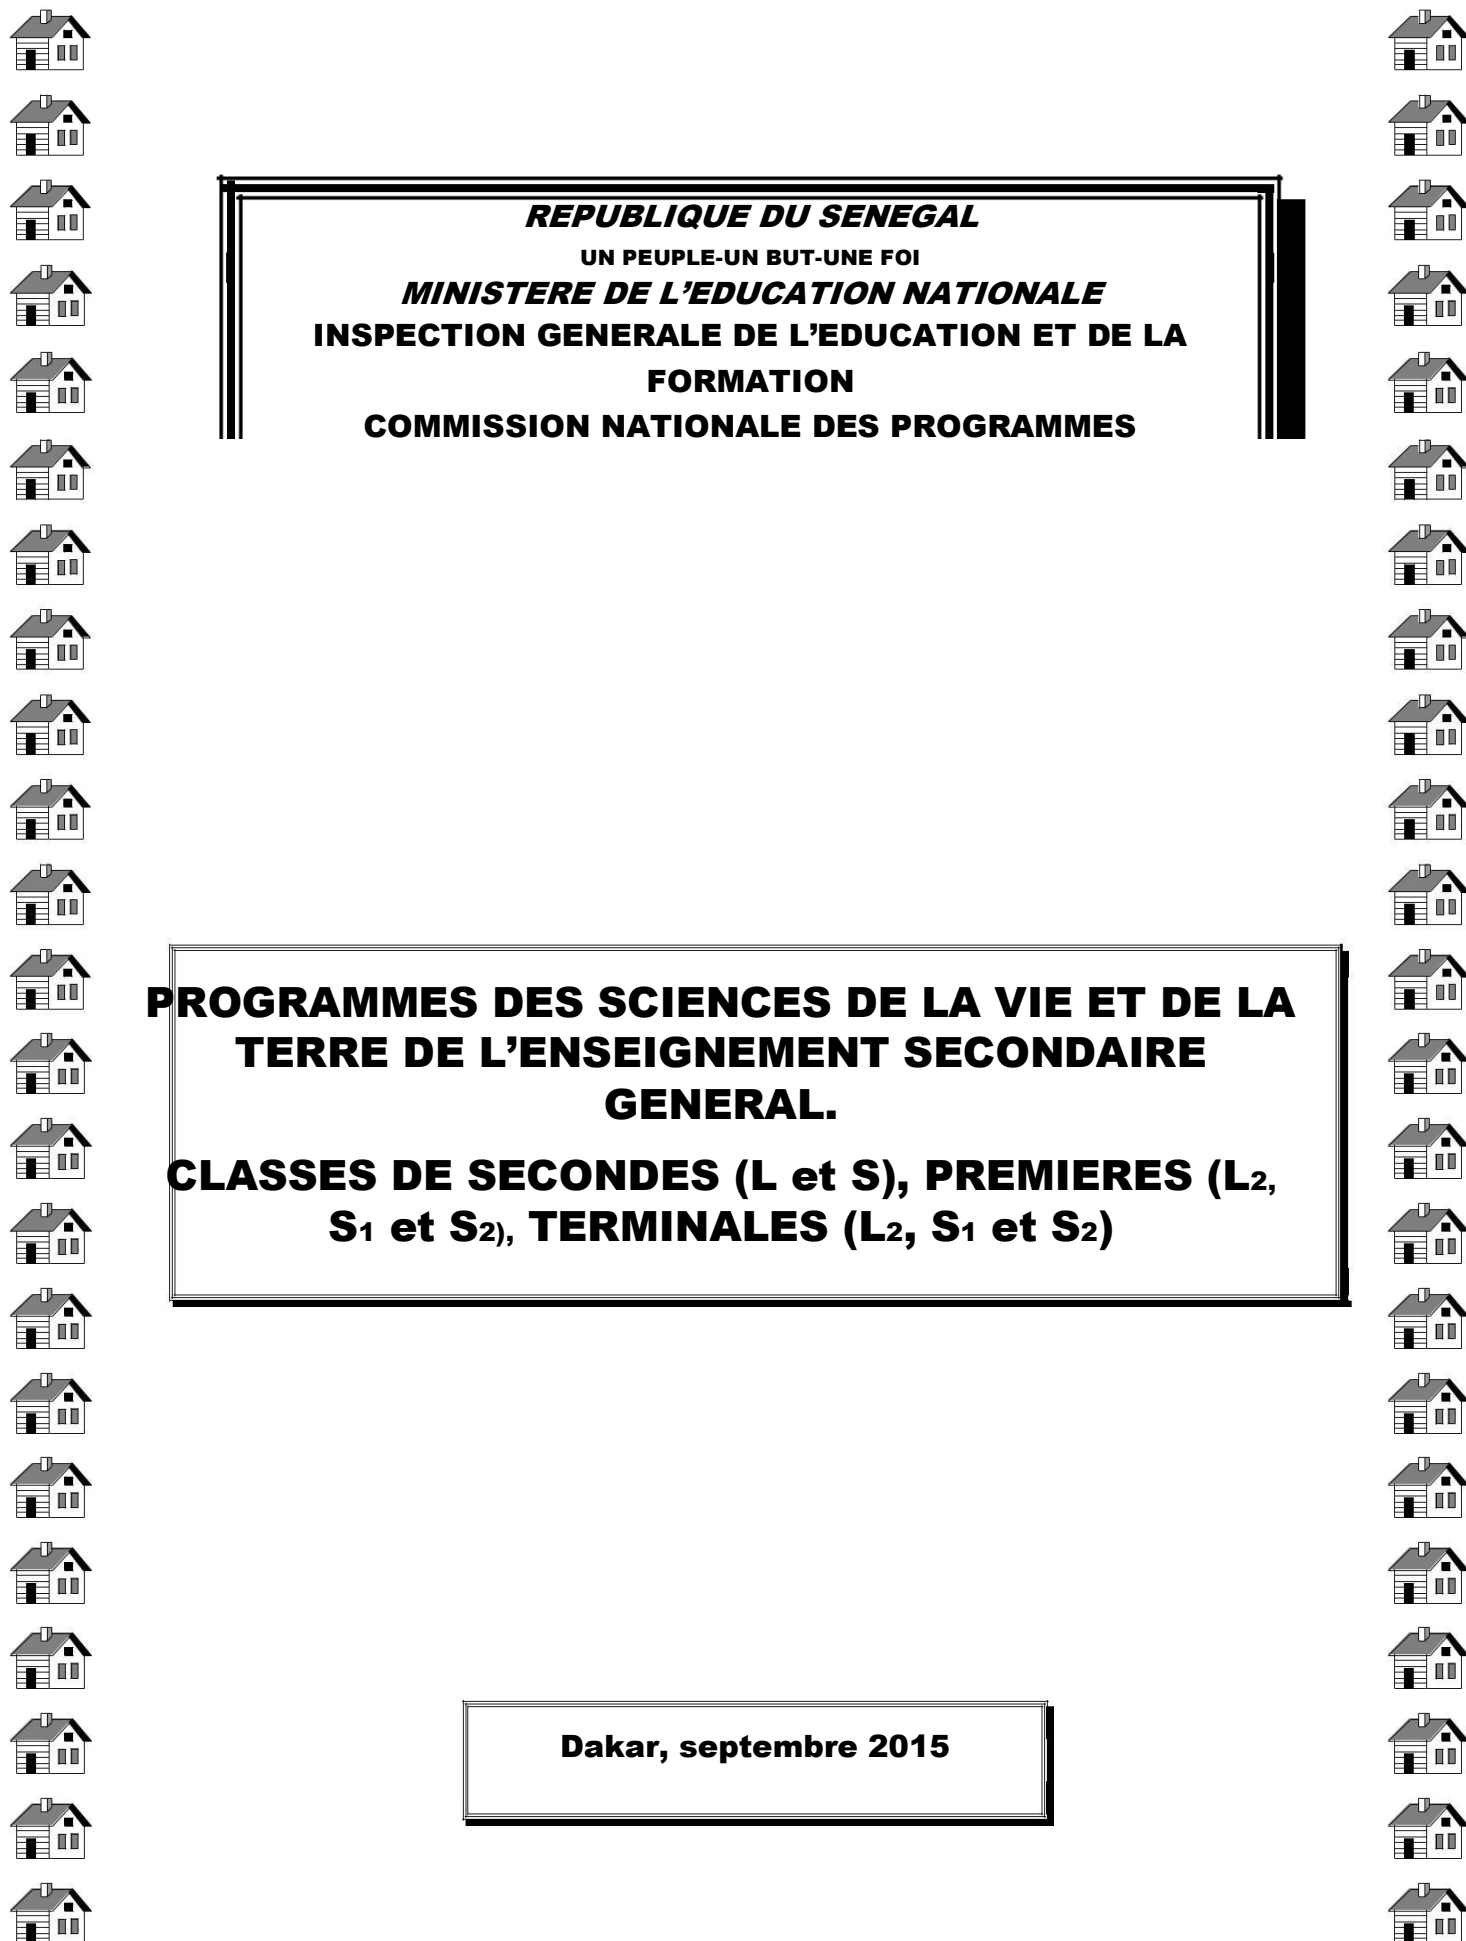 REPUBLIQUE DU SENEGAL
UN PEUPLE-UN BUT-UNE FOI
MINISTERE DE L’EDUCATION NATIONALE
INSPECTION GENERALE DE L’EDUCATION ET DE LA
FORMATION
COMMISSION NATIONALE DES PROGRAMMES
PROGRAMMES DES SCIENCES DE LA VIE ET DE LA
TERRE DE L’ENSEIGNEMENT SECONDAIRE
GENERAL.
CLASSES DE SECONDES (L et S), PREMIERES (L2,
S1 et S2), TERMINALES (L2, S1 et S2)
Dakar, septembre 2015